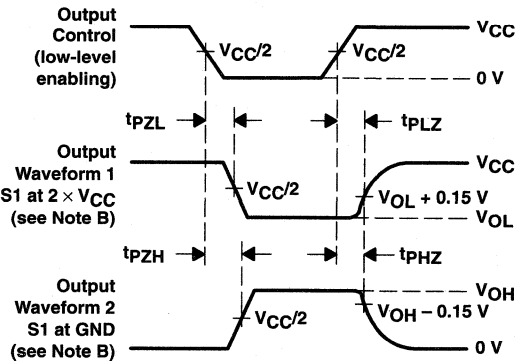 Output
Control
(low-level
enabling)
VCC/2
VCC/2
VCC
0 V
tPZL
tPLZ
Output
Waveform 1
S1 at 2 × VCC
(see Note B)
VCC/2
VCC
VOL + 0.15 V
VOL
tPZH
tPHZ
Output
Waveform 2
S1 at GND
(see Note B)
VCC/2
VOH
VOH − 0.15 V
0 V